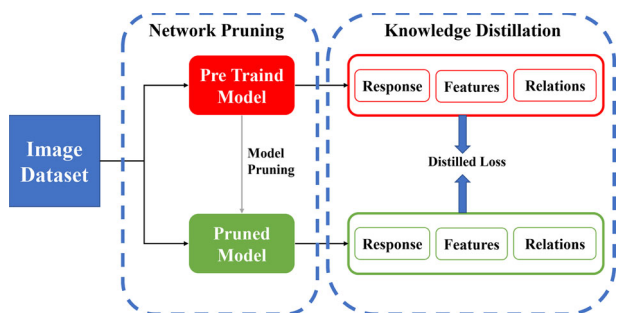 Network Pruning
Knowledge Distillation
Pre Traind
Model
Response
Features
Relations
Image
Dataset
Model
Pruning
Distilled Loss
Pruned
Model
Response
Features
Relations